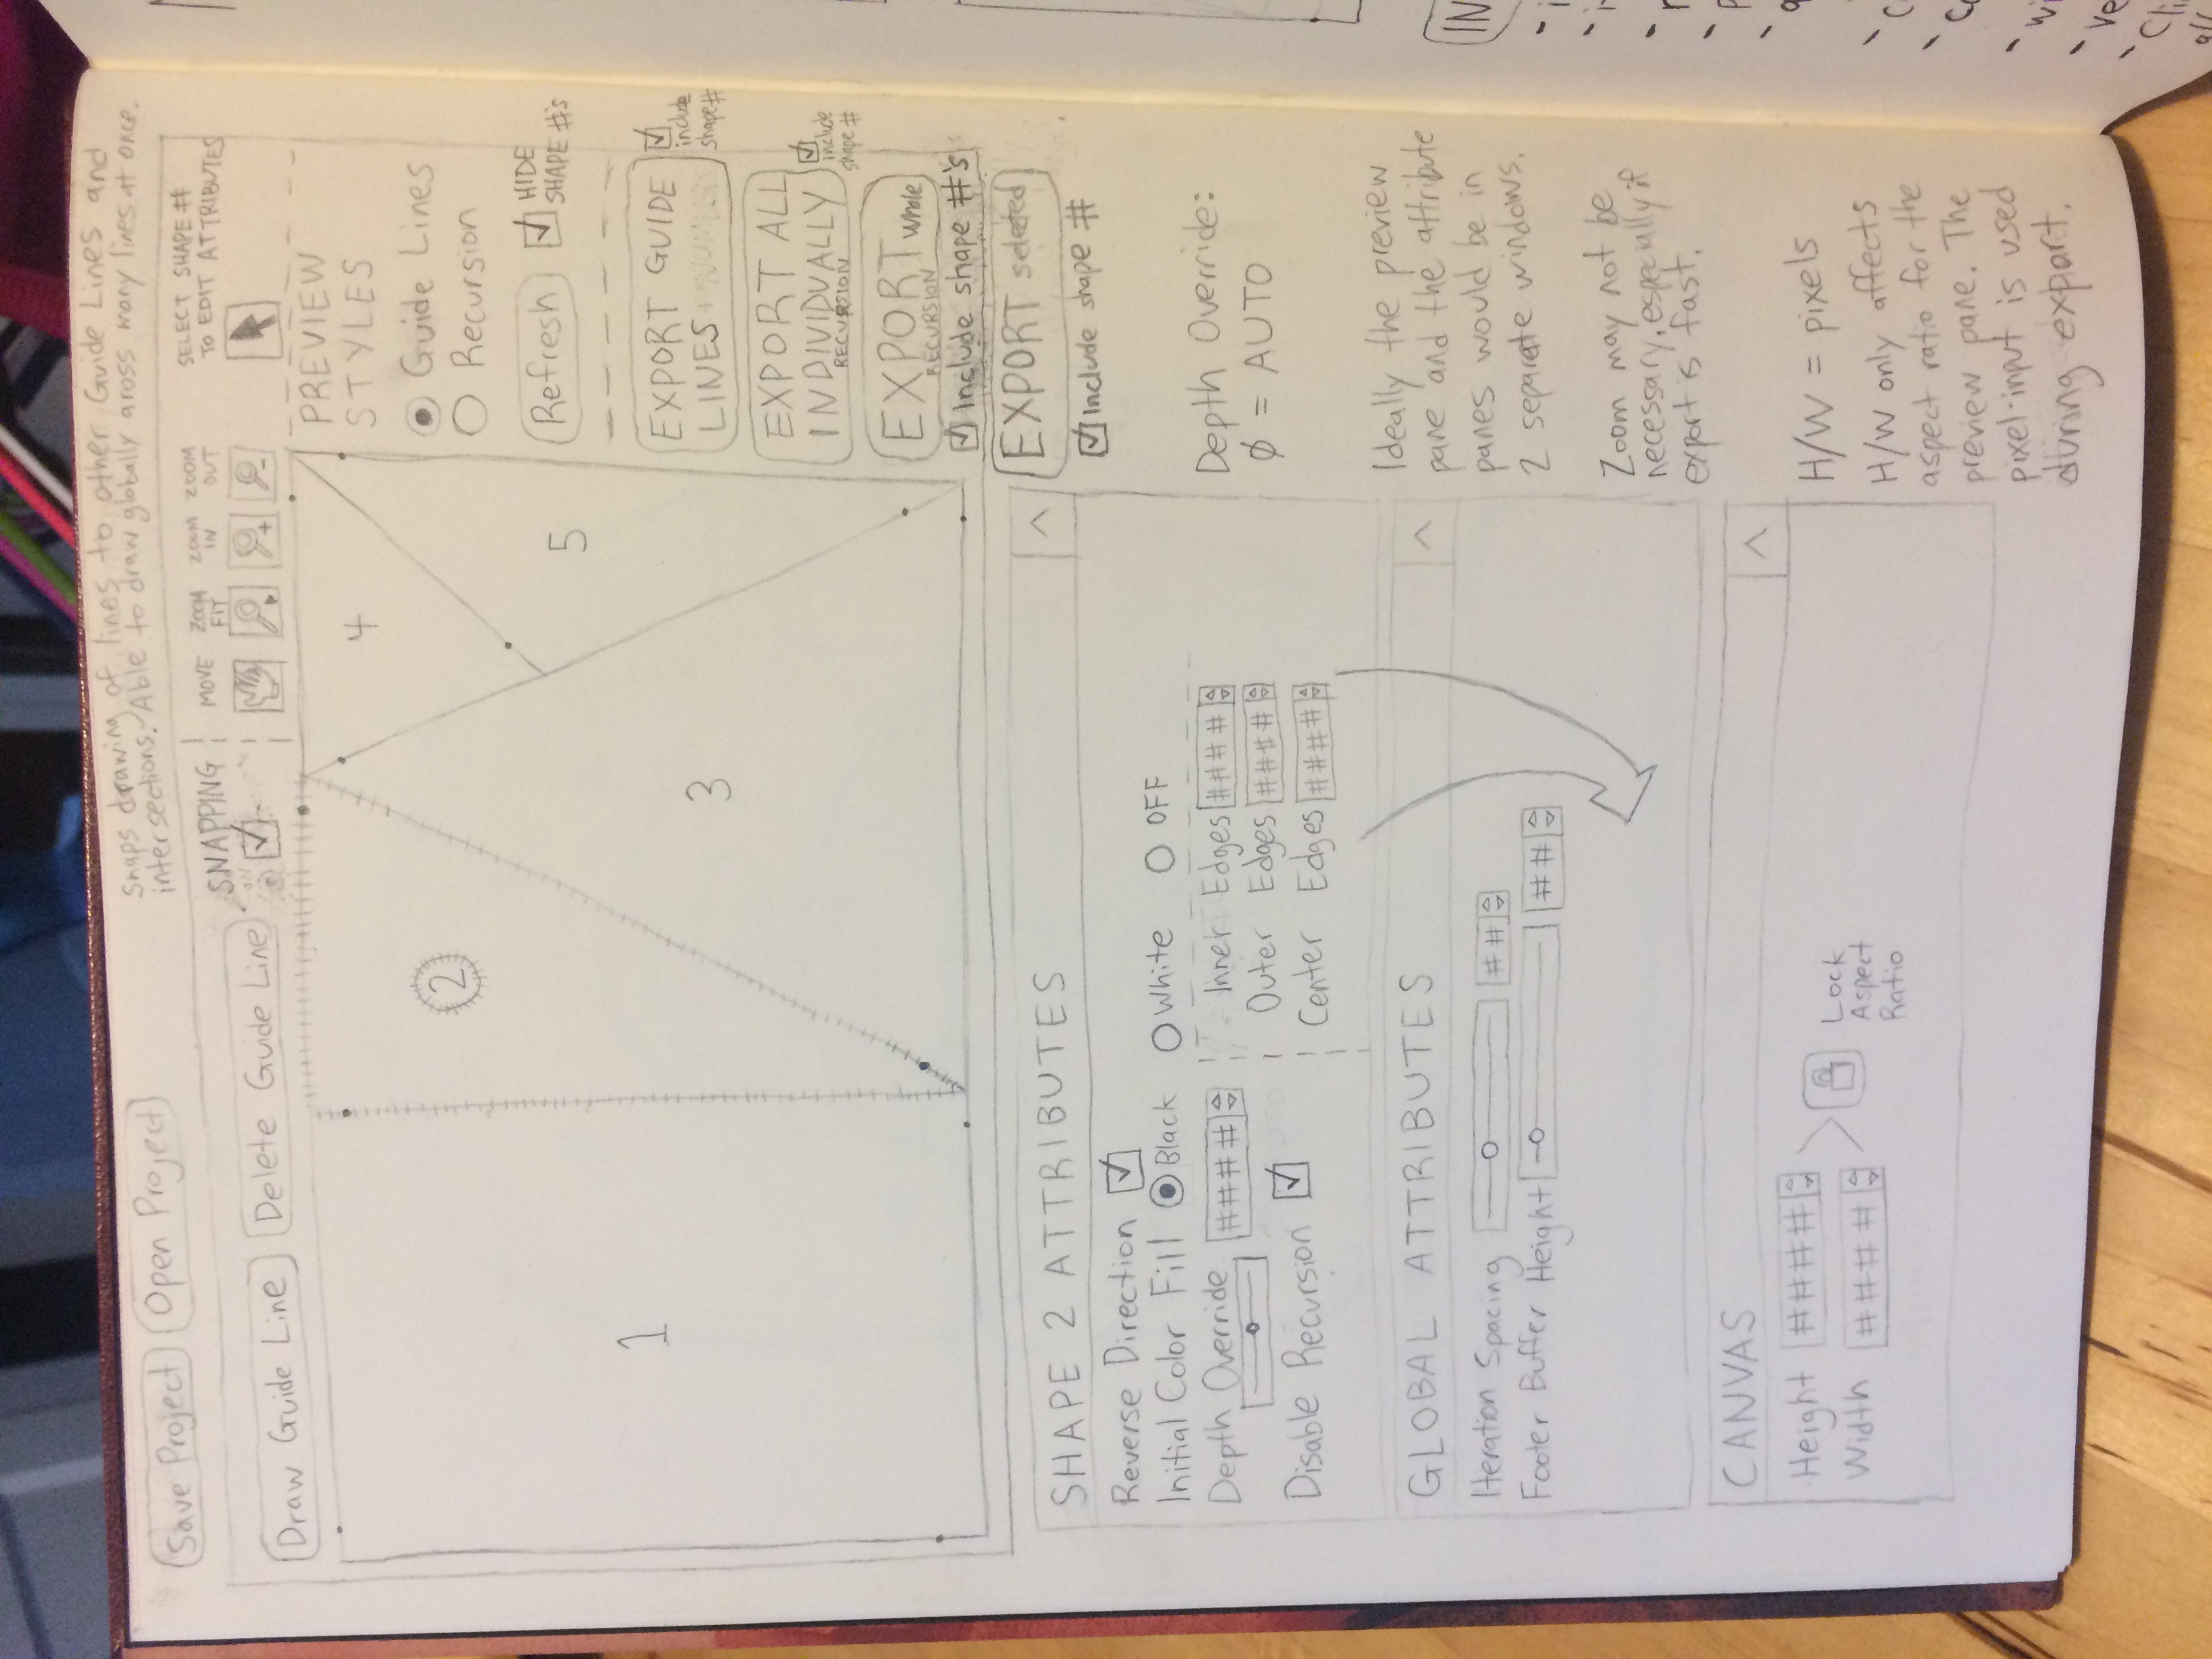 Snaps drawing of lines to other Guide Lines and
intersections. Able to draw globally aross many lines at once.
Save Project
Open Project
Draw Guide Line
Delete Guide Line
SNAPPING
MOVE
ZOOM
FIT
ZOOM
IN
ZOOM
OUT
SELECT SHAPE #
TO EDIT ATTRIBUTES
1
2
3
4
5
PREVIEW
STYLES
Guide Lines
Recursion
Refresh
HIDE
SHAPE #'s
EXPORT GUIDE
LINES
include
shape #
EXPORT ALL
INDIVIDUALLY
RECURSION
include
shape #
EXPORT whole
RECURSION
Include shape #'s
EXPORT seleted
Include shape #
SHAPE 2 ATTRIBUTES
^
Reverse Direction
Initial Color Fill Black White OFF
Depth Override ####
Disable Recursion
Inner Edges ####
Outer Edges ####
Center Edges ####
Depth Override:
∅ = AUTO
GLOBAL ATTRIBUTES
^
Iteration Spacing ##
Footer Buffer Height ##
Ideally the preview
pane and the attribute
panes would be in
2 separate windows.
Zoom may not be
necessary, especially if
export is fast.
CANVAS
^
Height ####
Width ####
Lock
Aspect
Ratio
H/W = pixels
H/W only affects
aspect ratio for the
preview pane. The
pixel-input is used
during export.
IN